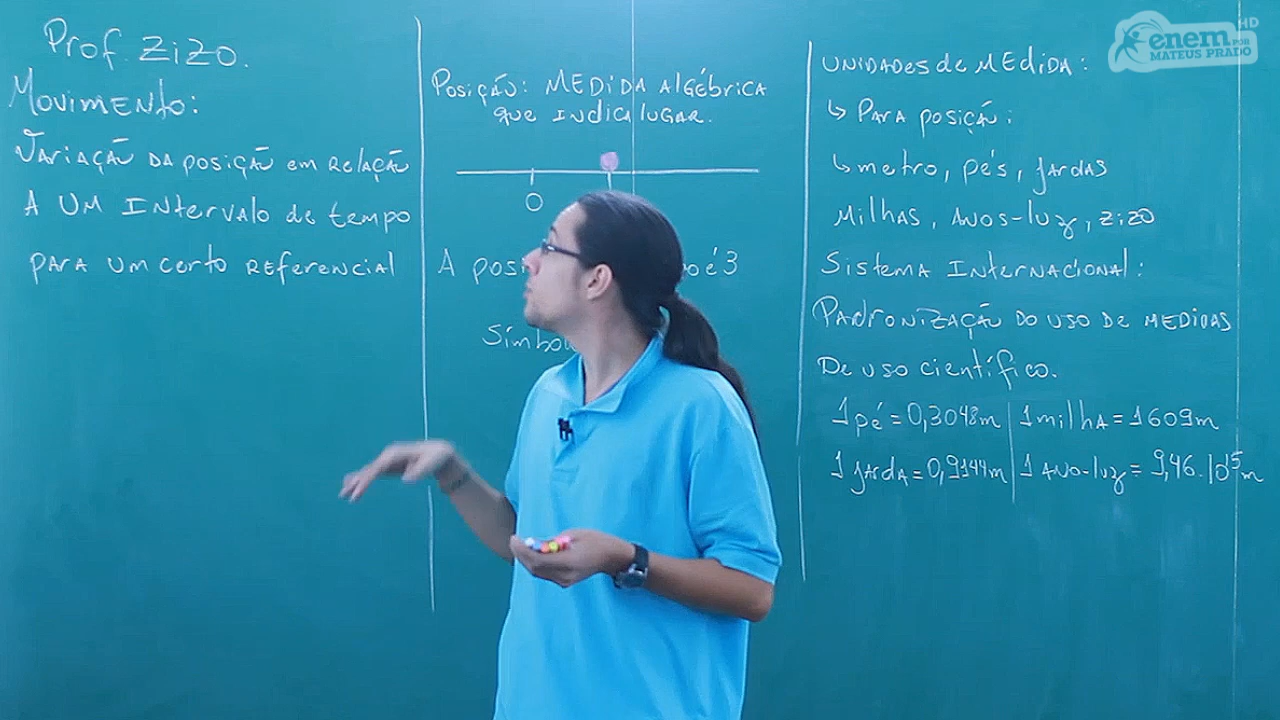 Prof. Zizo.
Movimento:
Variação da posição em relação
A um intervalo de tempo
para um certo referencial
Posição: Medida algébrica
que indica lugar.
0
A é 3
Unidades de Medida:
↳ Para posição:
↳ metro, pés, jardas
Milhas, Anos-luz, zizo
Sistema Internacional:
Padronização do uso de medidas
De uso científico.
1 pé = 0,3048m | 1 milha = 1609m
1 jarda = 0,9144m | 1 ano-luz = 9,46.10^15 m
HD
enem
POR
MATEUS PRADO